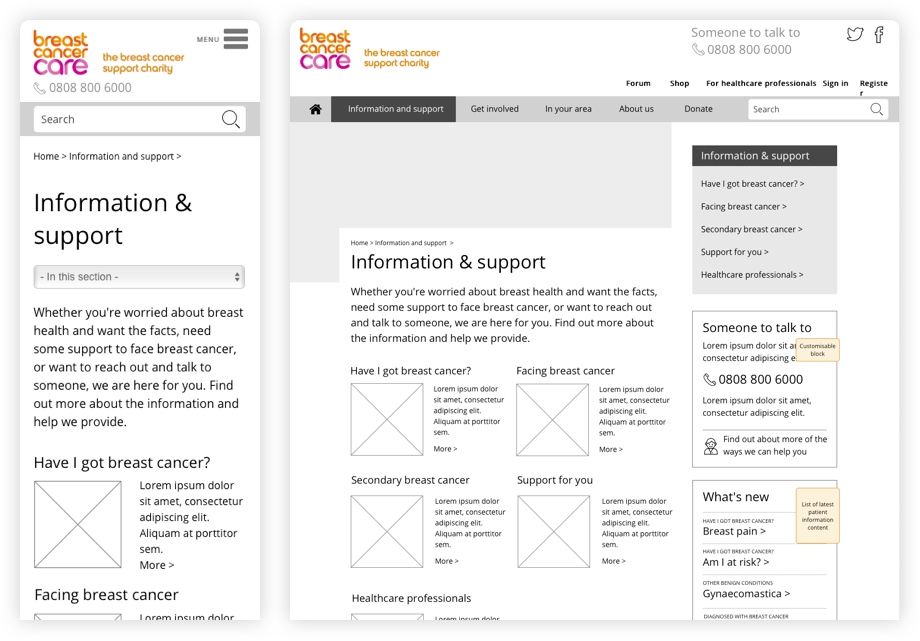 breast
cancer
care
the breast cancer
support charity
MENU
0808 800 6000
Search
Home > Information and support >
Information &
support
- In this section -
Whether you're worried about breast
health and want the facts, need
some support to face breast cancer,
or want to reach out and talk to
someone, we are here for you. Find
out more about the information and
help we provide.
Have I got breast cancer?
Lorem ipsum dolor
sit amet, consectetur
adipiscing elit.
Aliquam at porttitor
sem.
More >
Facing breast cancer
Lorem ipsum dolor
breast
cancer
care
the breast cancer
support charity
Someone to talk to
0808 800 6000
Forum
Shop
For healthcare professionals
Sign in
Registe
r
Information and support
Get involved
In your area
About us
Donate
Search
Home > Information and support >
Information & support
Whether you're worried about breast health and want the facts,
need some support to face breast cancer, or want to reach out
and talk to someone, we are here for you. Find out more about
the information and help we provide.
Have I got breast cancer?
Lorem ipsum dolor
sit amet, consectetur
adipiscing elit.
Aliquam at porttitor
sem.
More >
Facing breast cancer
Lorem ipsum dolor
sit amet, consectetur
adipiscing elit.
Aliquam at porttitor
sem.
More >
Secondary breast cancer
Lorem ipsum dolor
sit amet, consectetur
adipiscing elit.
Aliquam at porttitor
sem.
More >
Support for you
Lorem ipsum dolor
sit amet, consectetur
adipiscing elit.
Aliquam at porttitor
sem.
More >
Healthcare professionals
Lorem ipsum dolor
Information & support
Have I got breast cancer? >
Facing breast cancer >
Secondary breast cancer >
Support for you >
Healthcare professionals >
Someone to talk to
Lorem ipsum dolor sit
consectetur adipiscing
Customisable
block
0808 800 6000
Lorem ipsum dolor sit amet,
consectetur adipiscing elit.
Find out about more of the
ways we can help you
What's new
List of latest
patient
information
content
HAVE I GOT BREAST CANCER?
Breast pain >
HAVE I GOT BREAST CANCER?
Am I at risk? >
OTHER BENIGN CONDITIONS
Gynaecomastica >
DIAGNOSED WITH BREAST CANCER